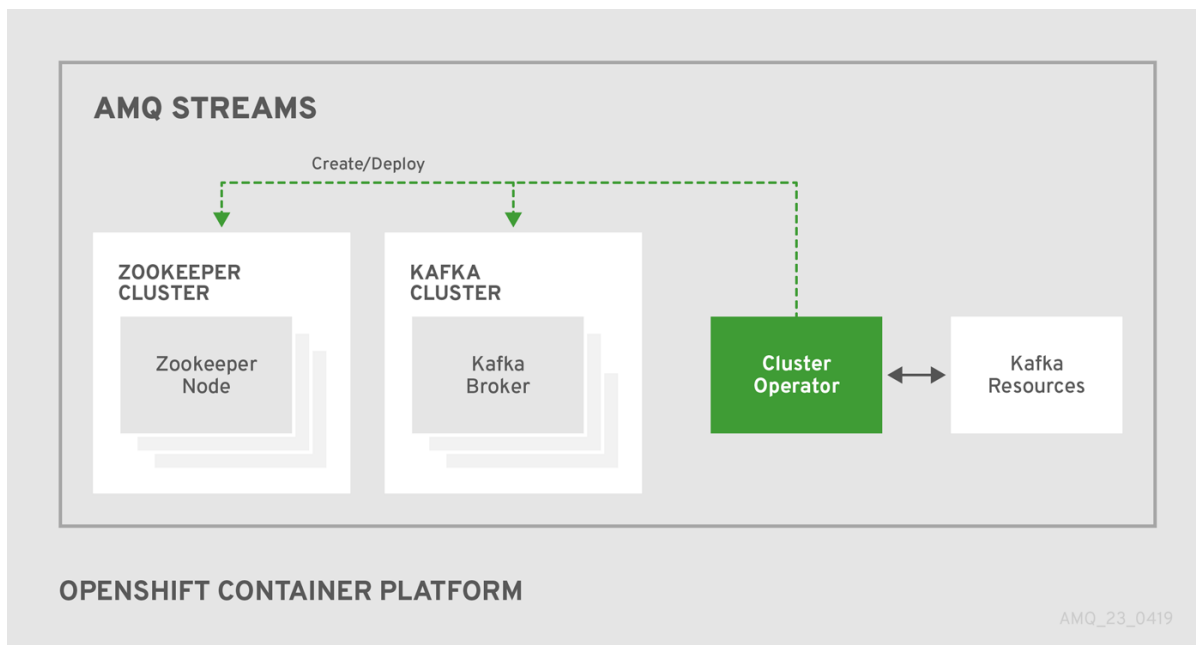 AMQ STREAMS
Create/Deploy
ZOOKEEPER
CLUSTER
Zookeeper
Node
KAFKA
CLUSTER
Kafka
Broker
Cluster
Operator
Kafka
Resources
OPENSHIFT CONTAINER PLATFORM
AMQ_23_0419